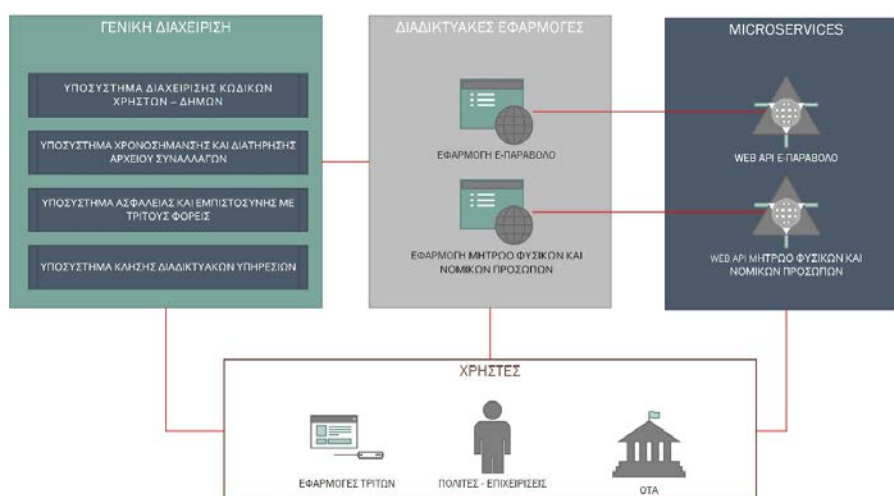 ΓΕΝΙΚΗ ΔΙΑΧΕΙΡΙΣΗ
ΥΠΟΣΥΣΤΗΜΑ ΔΙΑΧΕΙΡΙΣΗΣ ΚΩΔΙΚΩΝ
ΧΡΗΣΤΩΝ – ΔΗΜΩΝ
ΥΠΟΣΥΣΤΗΜΑ ΧΡΟΝΟΣΗΜΑΝΣΗΣ ΚΑΙ ΔΙΑΤΗΡΗΣΗΣ
ΑΡΧΕΙΟΥ ΣΥΝΑΛΛΑΓΩΝ
ΥΠΟΣΥΣΤΗΜΑ ΑΣΦΑΛΕΙΑΣ ΚΑΙ ΕΜΠΙΣΤΟΣΥΝΗΣ ΜΕ
ΤΡΙΤΟΥΣ ΦΟΡΕΙΣ
ΥΠΟΣΥΣΤΗΜΑ ΚΛΗΣΗΣ ΔΙΑΔΙΚΤΥΑΚΩΝ ΥΠΗΡΕΣΙΩΝ
ΔΙΑΔΙΚΤΥΑΚΕΣ ΕΦΑΡΜΟΓΕΣ
ΕΦΑΡΜΟΓΗ Ε-ΠΑΡΑΒΟΛΟ
ΕΦΑΡΜΟΓΗ ΜΗΤΡΩΟ ΦΥΣΙΚΩΝ ΚΑΙ
ΝΟΜΙΚΩΝ ΠΡΟΣΩΠΩΝ
MICROSERVICES
WEB API Ε-ΠΑΡΑΒΟΛΟ
WEB API ΜΗΤΡΩΟ ΦΥΣΙΚΩΝ ΚΑΙ
ΝΟΜΙΚΩΝ ΠΡΟΣΩΠΩΝ
ΧΡΗΣΤΕΣ
ΕΦΑΡΜΟΓΕΣ ΤΡΙΤΩΝ
ΠΟΛΙΤΕΣ - ΕΠΙΧΕΙΡΙΣΕΙΣ
ΟΤΑ